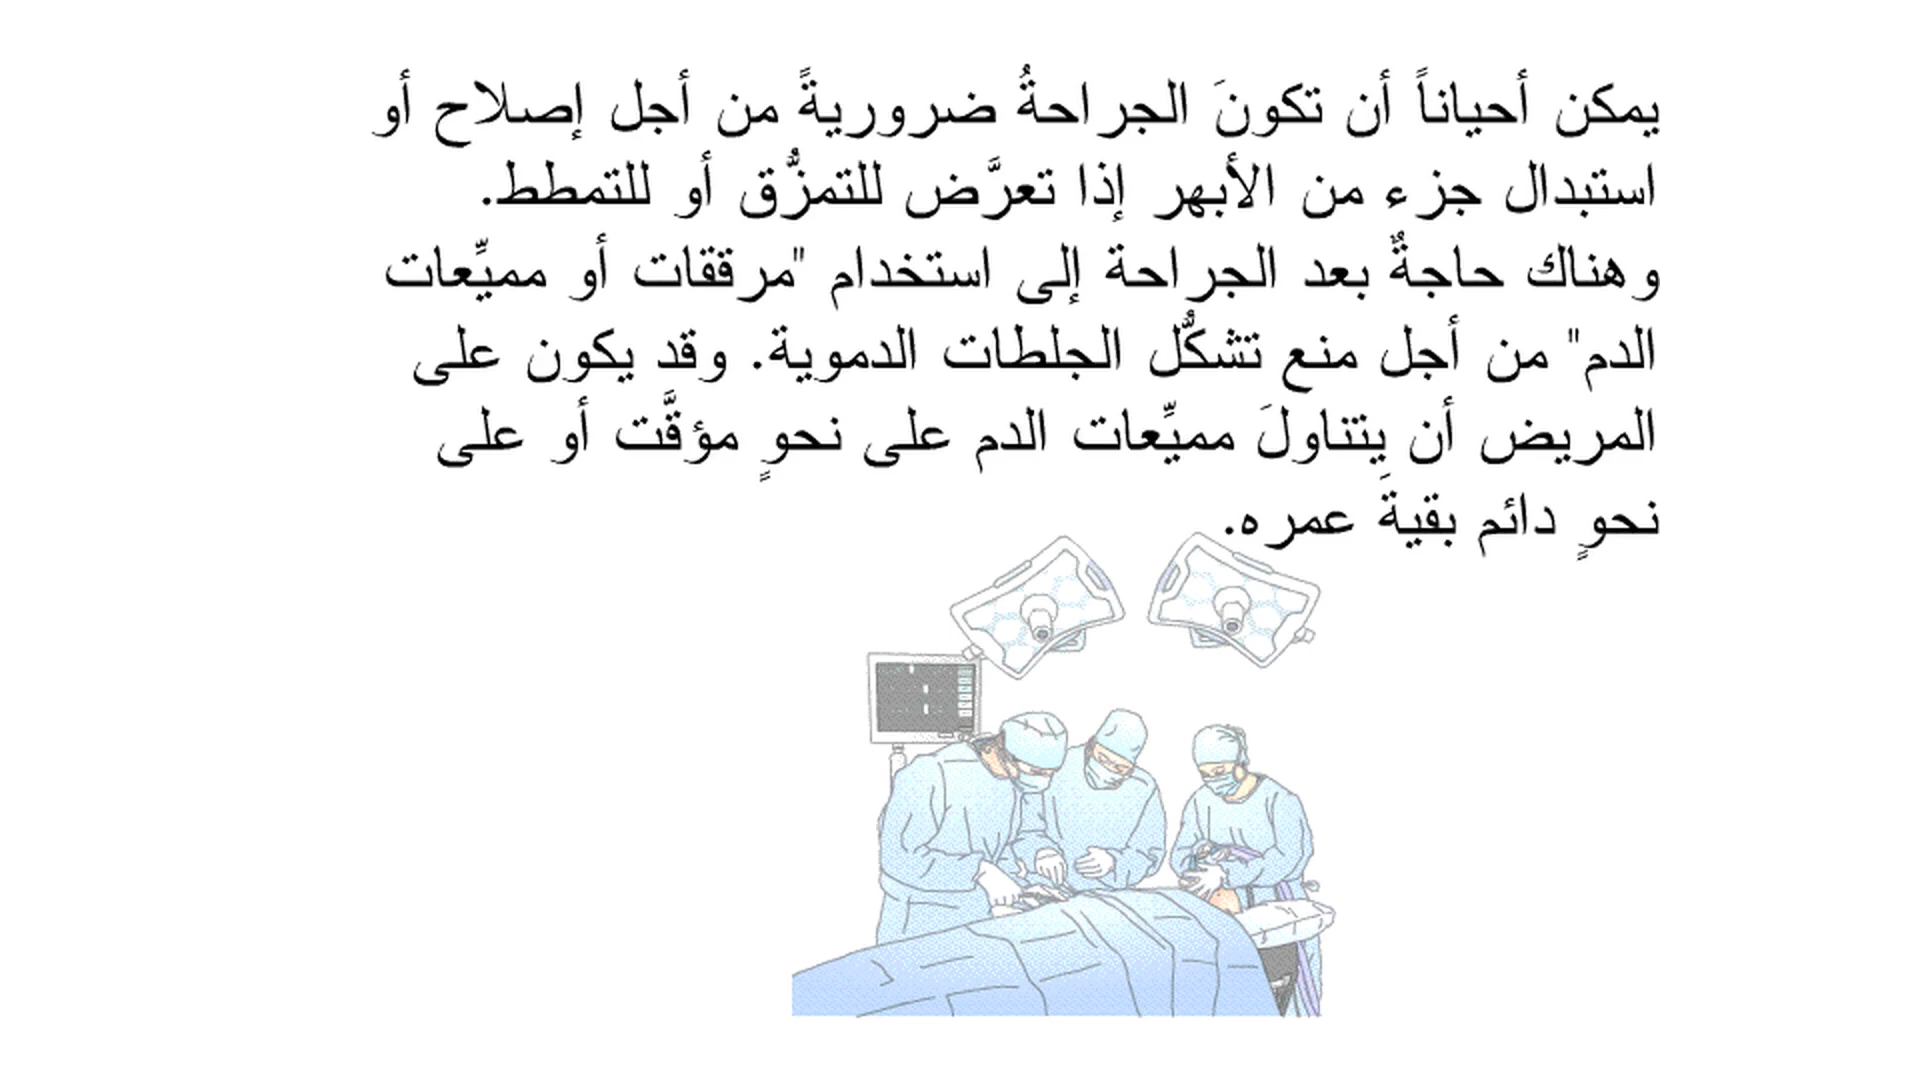 يمكن أحياناً أن تكونَ الجراحةُ ضروريةً من أجل إصلاح أو
استبدال جزء من الأبهر إذا تعرَّض للتمزُّق أو للتمطط.
وهناك حاجةٌ بعد الجراحة إلى استخدام "مرققات أو مميِّعات
الدم" من أجل منع تشكُّل الجلطات الدموية. وقد يكون على
المريض أن يتناولَ مميِّعات الدم على نحوٍ مؤقَّت أو على
نحوٍ دائم بقيةَ عمره.